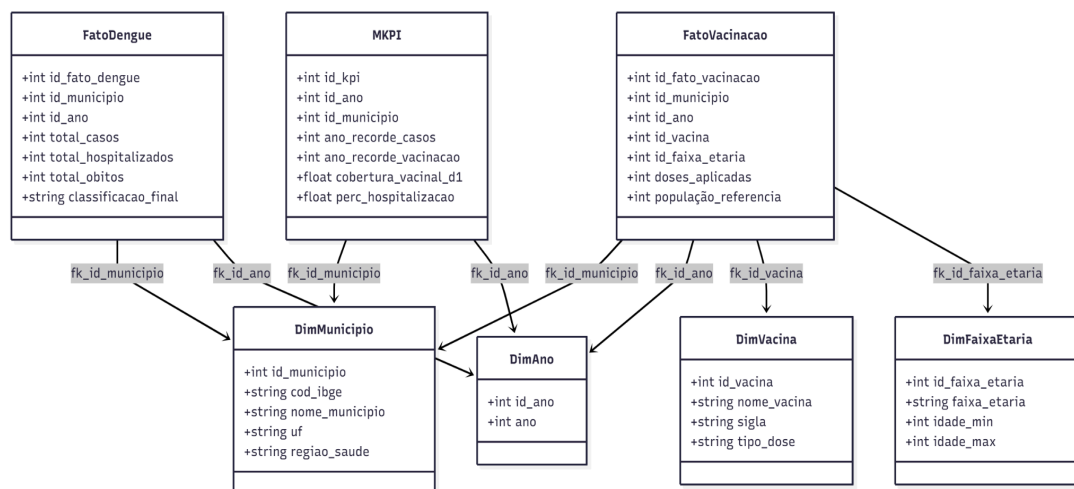 FatoDengue
+int id_fato_dengue
+int id_municipio
+int id_ano
+int total_casos
+int total_hospitalizados
+int total_obitos
+string classificacao_final
MKPI
+int id_kpi
+int id_ano
+int id_municipio
+int ano_recorde_casos
+int ano_recorde_vacinacao
+float cobertura_vacinal_d1
+float perc_hospitalizacao
FatoVacinacao
+int id_fato_vacinacao
+int id_municipio
+int id_ano
+int id_vacina
+int id_faixa_etaria
+int doses_aplicadas
+int população_referencia
fk_id_municipio
fk_id_ano
fk_id_municipio
fk_id_ano
fk_id_municipio
fk_id_ano
fk_id_vacina
fk_id_faixa_etaria
DimMunicipio
+int id_municipio
+string cod_ibge
+string nome_municipio
+string uf
+string regiao_saude
DimAno
+int id_ano
+int ano
DimVacina
+int id_vacina
+string nome_vacina
+string sigla
+string tipo_dose
DimFaixaEtaria
+int id_faixa_etaria
+string faixa_etaria
+int idade_min
+int idade_max